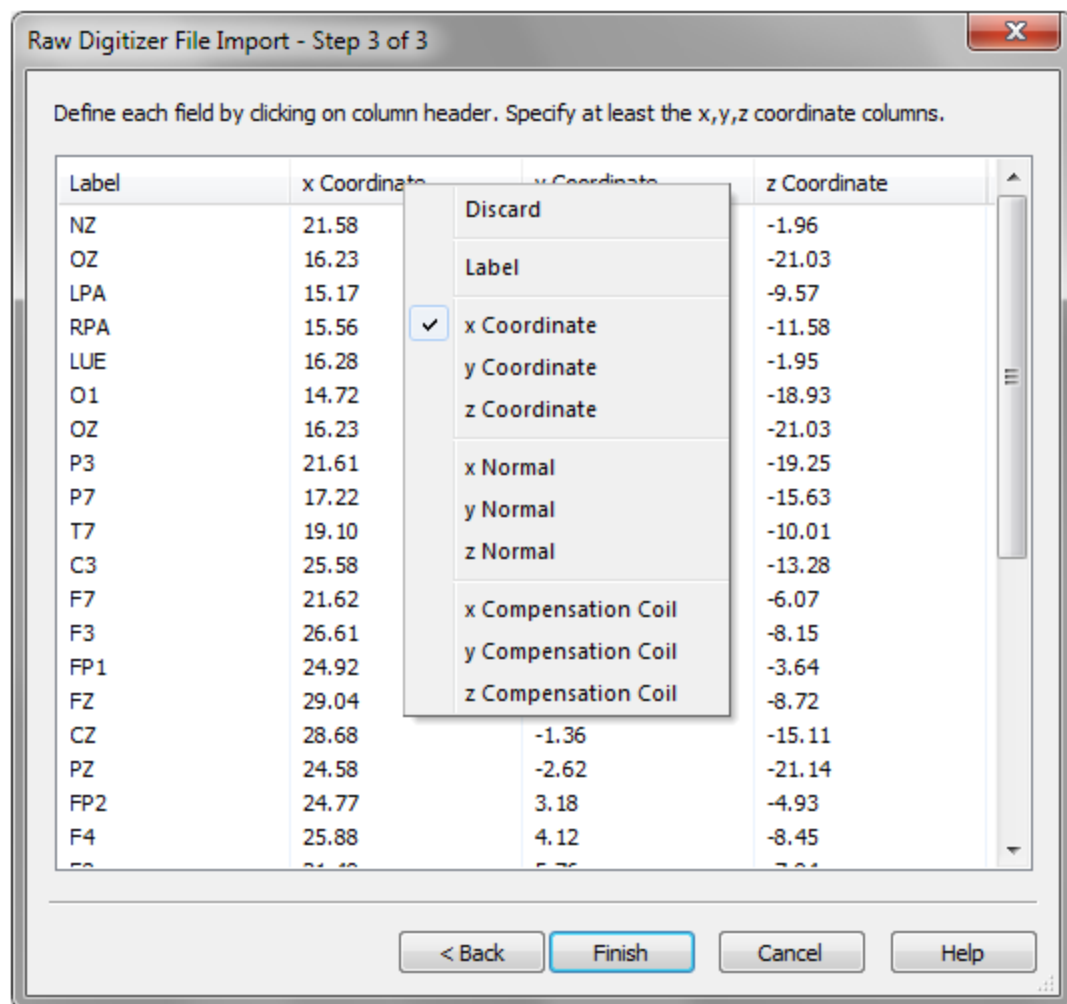 Raw Digitizer File Import - Step 3 of 3
x
Define each field by clicking on column header. Specify at least the x,y,z coordinate columns.
Label x Coordinate y Coordinate z Coordinate
NZ 21.58 -1.96
OZ 16.23 -21.03
LPA 15.17 -9.57
RPA 15.56 -11.58
LUE 16.28 -1.95
O1 14.72 -18.93
OZ 16.23 -21.03
P3 21.61 -19.25
P7 17.22 -15.63
T7 19.10 -10.01
C3 25.58 -13.28
F7 21.62 -6.07
F3 26.61 -8.15
FP1 24.92 -3.64
FZ 29.04 -8.72
CZ 28.68 -1.36 -15.11
PZ 24.58 -2.62 -21.14
FP2 24.77 3.18 -4.93
F4 25.88 4.12 -8.45
Discard
Label
x Coordinate
y Coordinate
z Coordinate
x Normal
y Normal
z Normal
x Compensation Coil
y Compensation Coil
z Compensation Coil
< Back Finish Cancel Help